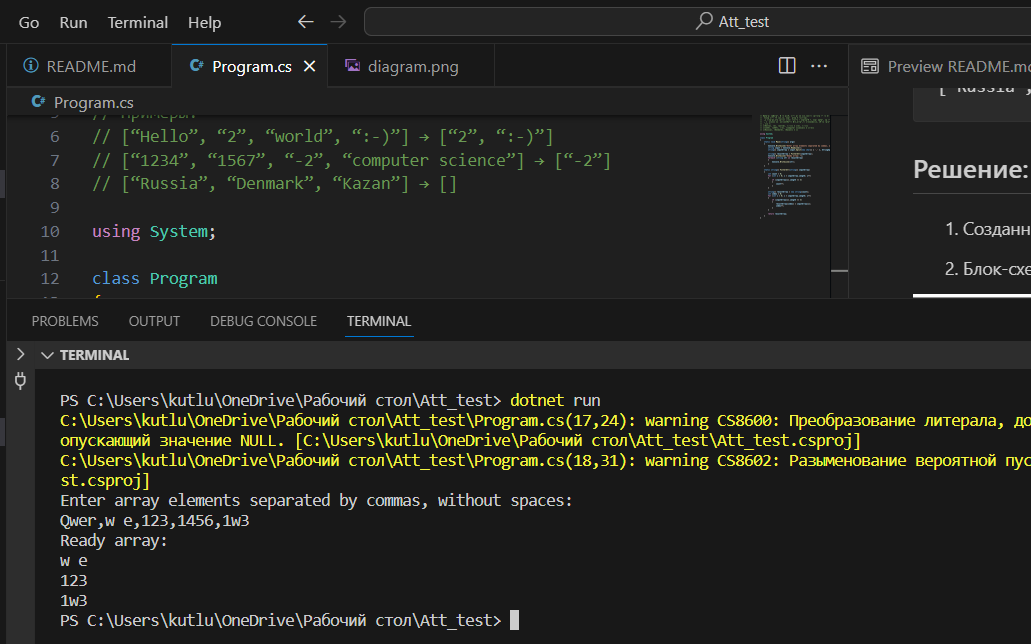 Go Run Terminal Help Att_test
README.md Program.cs diagram.png Preview README.md
Program.cs
6 // [“Hello”, “2”, “world”, “:-)”] → [“2”, “:-)”]
7 // [“1234”, “1567”, “-2”, “computer science”] → [“-2”]
8 // [“Russia”, “Denmark”, “Kazan”] → []
9
10 using System;
11
12 class Program
Решение:
1. Созданн
2. Блок-схе
PROBLEMS OUTPUT DEBUG CONSOLE TERMINAL
TERMINAL
PS C:\Users\kutlu\OneDrive\Рабочий стол\Att_test> dotnet run
C:\Users\kutlu\OneDrive\Рабочий стол\Att_test\Program.cs(17,24): warning CS8600: Преобразование литерала, до
опускающий значение NULL. [C:\Users\kutlu\OneDrive\Рабочий стол\Att_test\Att_test.csproj]
C:\Users\kutlu\OneDrive\Рабочий стол\Att_test\Program.cs(18,31): warning CS8602: Разыменование вероятной пус
st.csproj]
Enter array elements separated by commas, without spaces:
Qwer,w e,123,1456,1w3
Ready array:
w e
123
1w3
PS C:\Users\kutlu\OneDrive\Рабочий стол\Att_test>